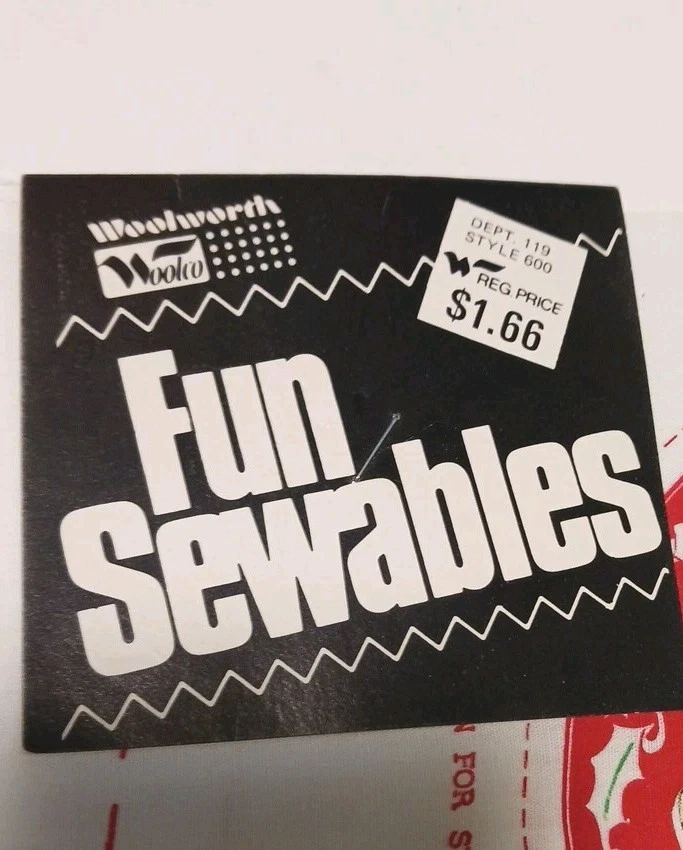 Woolworth
Woolco
DEPT. 119
STYLE 600
W REG. PRICE
$1.66
Fun
Sewables
FOR